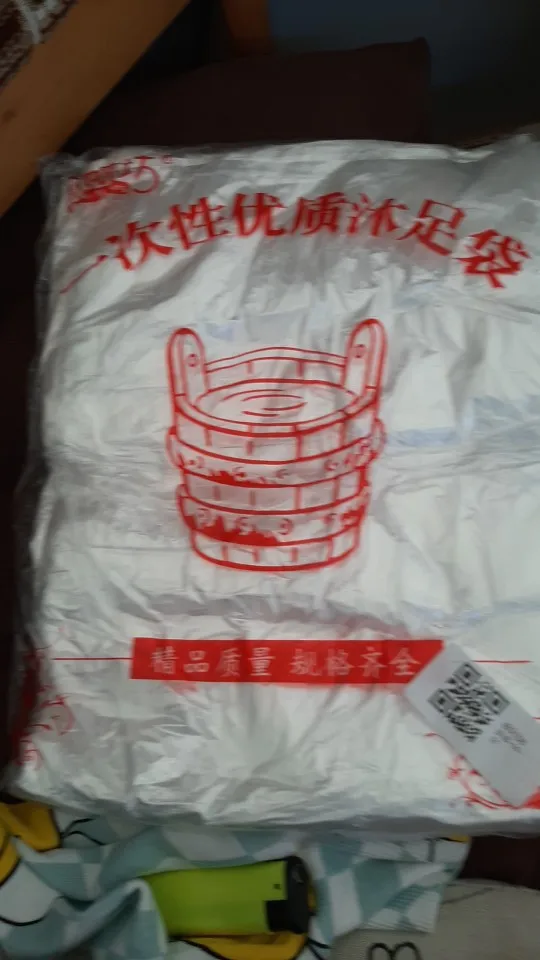 一次性优质沐足袋
精品质量 规格齐全